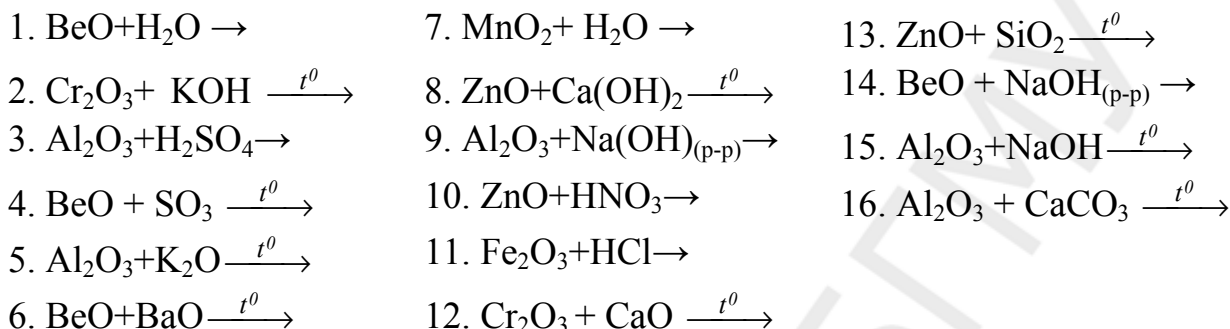 1. BeO+H₂O →
2. Cr₂O₃+ KOH —t⁰→
3. Al₂O₃+H₂SO₄→
4. BeO + SO₃ —t⁰→
5. Al₂O₃+K₂O—t⁰→
6. BeO+BaO—t⁰→
7. MnO₂+ H₂O →
8. ZnO+Ca(OH)₂—t⁰→
9. Al₂O₃+Na(OH)₍р-р₎→
10. ZnO+HNO₃→
11. Fe₂O₃+HCl→
12. Cr₂O₃ + CaO —t⁰→
13. ZnO+ SiO₂—t⁰→
14. BeO + NaOH₍р-р₎ →
15. Al₂O₃+NaOH—t⁰→
16. Al₂O₃ + CaCO₃ —t⁰→